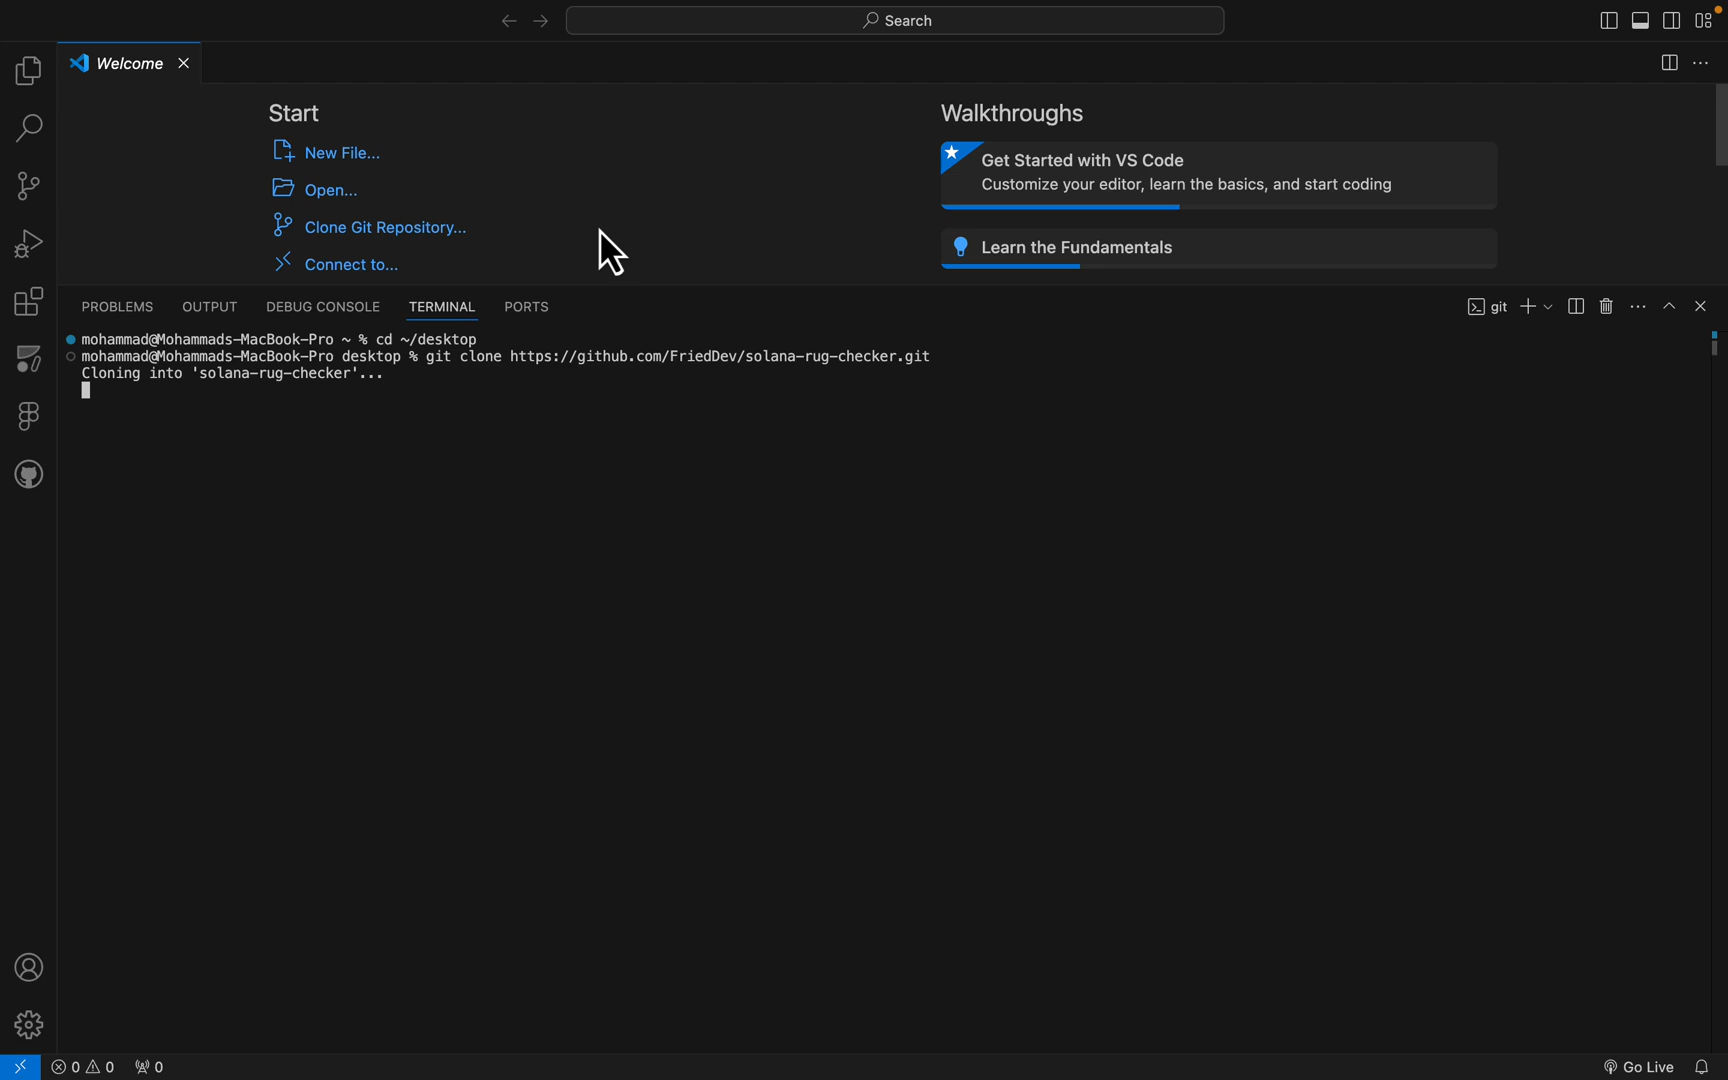 Search
Welcome
Start
New File...
Open...
Clone Git Repository...
Connect to...
Walkthroughs
Get Started with VS Code
Customize your editor, learn the basics, and start coding
Learn the Fundamentals
PROBLEMS OUTPUT DEBUG CONSOLE TERMINAL PORTS
git
mohammad@Mohammads-MacBook-Pro ~ % cd ~/desktop
mohammad@Mohammads-MacBook-Pro desktop % git clone https://github.com/FriedDev/solana-rug-checker.git
Cloning into 'solana-rug-checker'...
0 0 0
Go Live